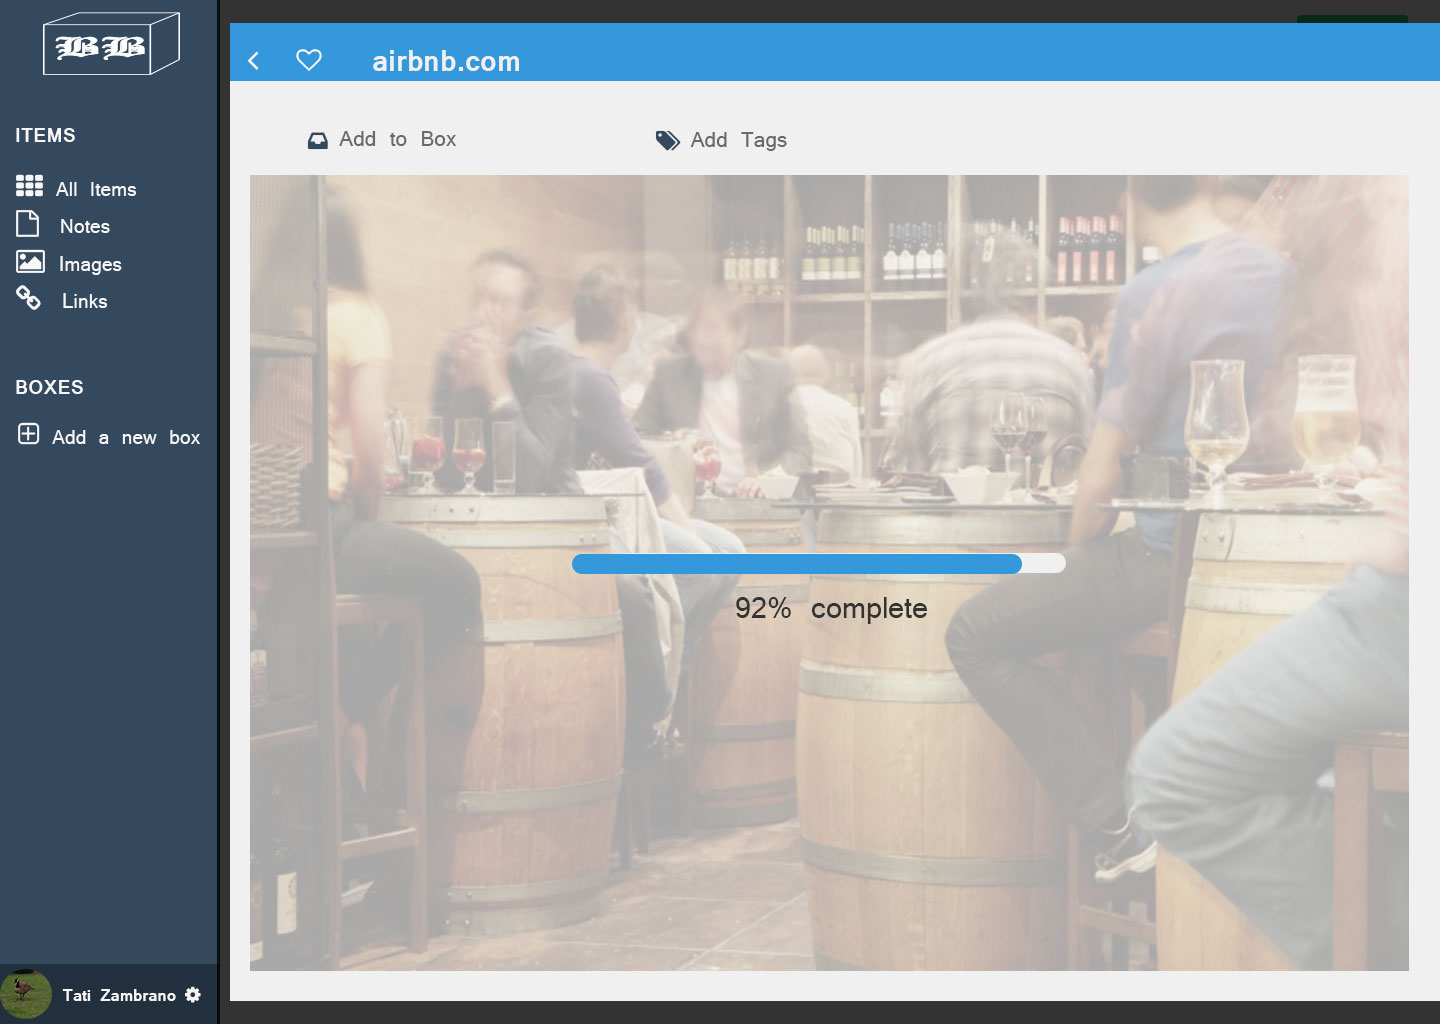 BB
ITEMS
All Items
Notes
Images
Links
BOXES
Add a new box
Tati Zambrano
airbnb.com
Add to Box
Add Tags
92% complete